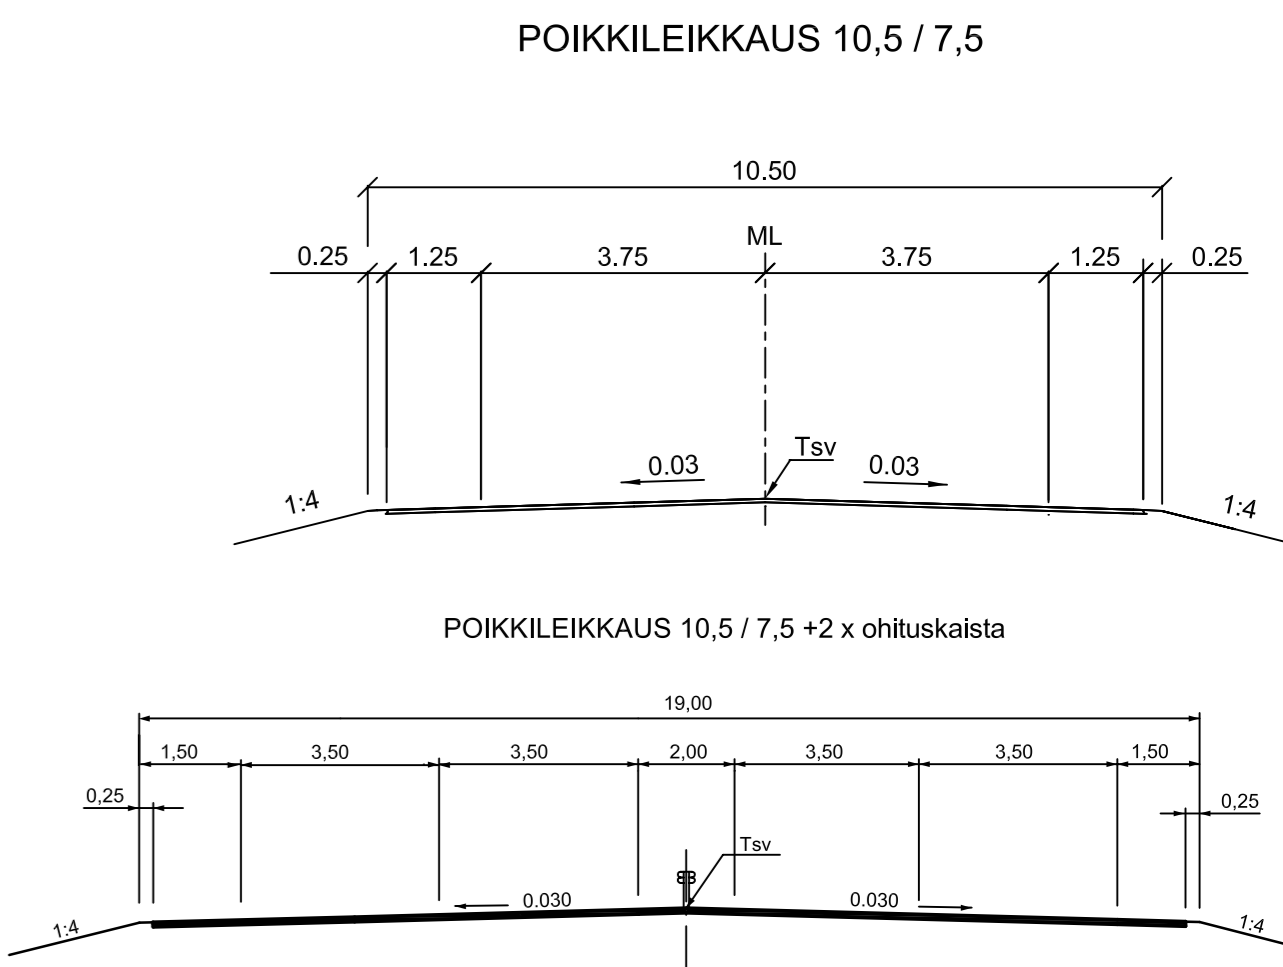 POIKKILEIKKAUS 10,5 / 7,5
10.50
ML
0.25 1.25 3.75 3.75 1.25 0.25
Tsv
0.03 0.03
1:4 1:4
POIKKILEIKKAUS 10,5 / 7,5 +2 x ohituskaista
19,00
1,50 3,50 3,50 2,00 3,50 3,50 1,50
0,25 0,25
Tsv
0.030 0.030
1:4 1:4